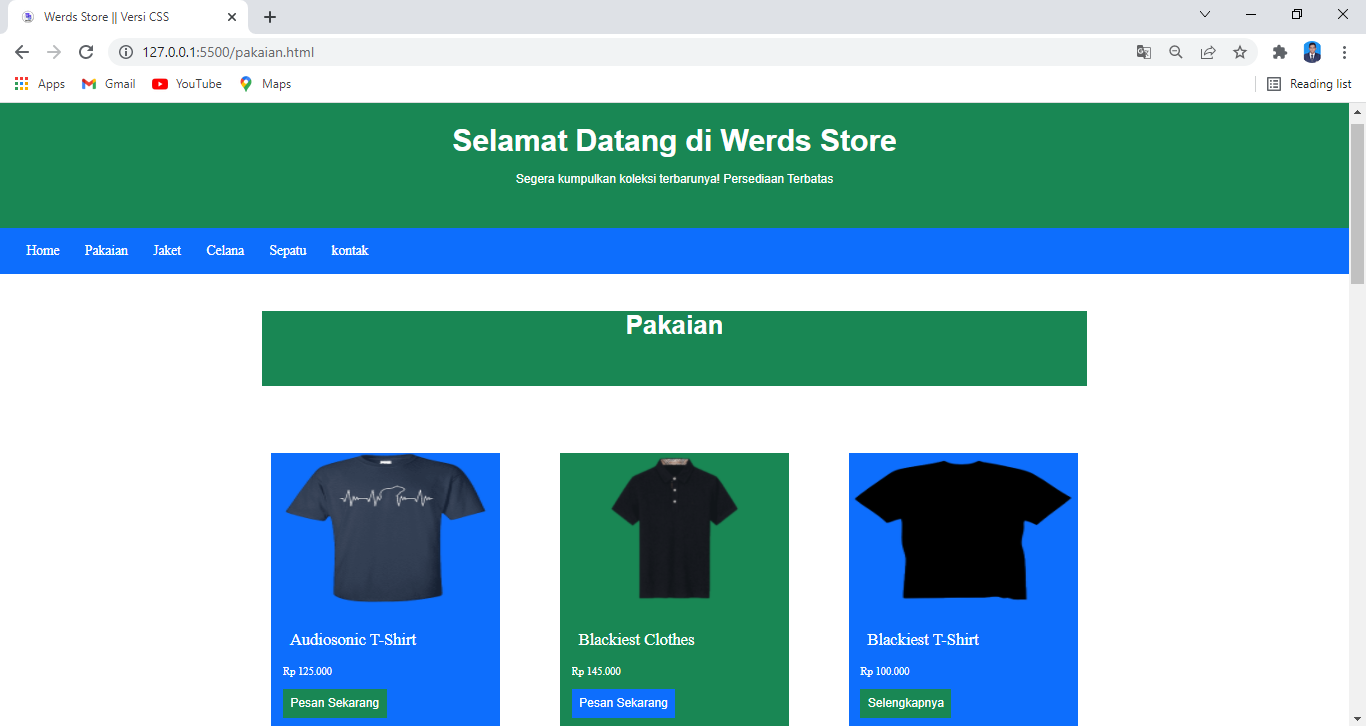 Werds Store || Versi CSS
127.0.0.1:5500/pakaian.html
Apps Gmail YouTube Maps Reading list
Selamat Datang di Werds Store
Segera kumpulkan koleksi terbarunya! Persediaan Terbatas
Home Pakaian Jaket Celana Sepatu kontak
Pakaian
Audiosonic T-Shirt
Rp 125.000
Pesan Sekarang
Blackiest Clothes
Rp 145.000
Pesan Sekarang
Blackiest T-Shirt
Rp 100.000
Selengkapnya